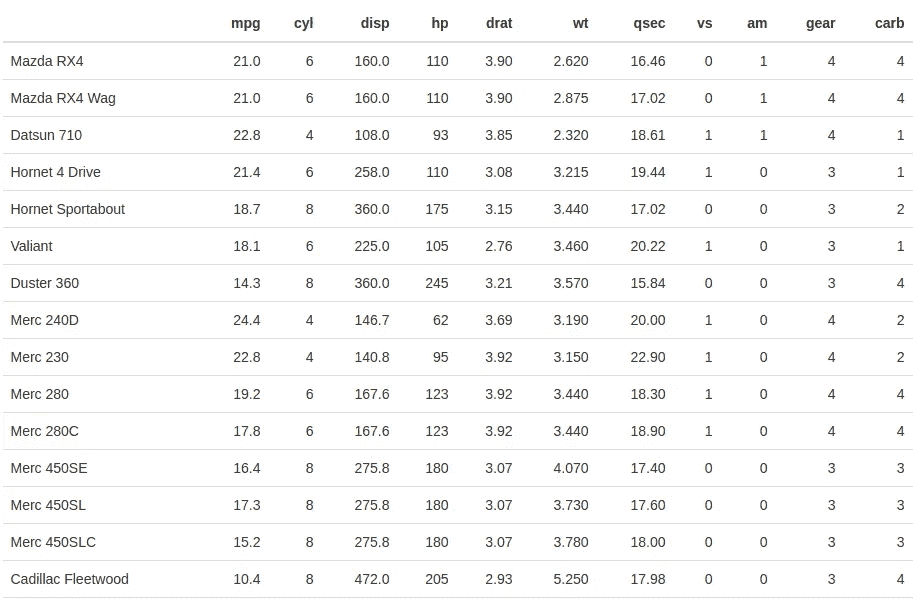 mpg cyl disp hp drat wt qsec vs am gear carb
Mazda RX4 21.0 6 160.0 110 3.90 2.620 16.46 0 1 4 4
Mazda RX4 Wag 21.0 6 160.0 110 3.90 2.875 17.02 0 1 4 4
Datsun 710 22.8 4 108.0 93 3.85 2.320 18.61 1 1 4 1
Hornet 4 Drive 21.4 6 258.0 110 3.08 3.215 19.44 1 0 3 1
Hornet Sportabout 18.7 8 360.0 175 3.15 3.440 17.02 0 0 3 2
Valiant 18.1 6 225.0 105 2.76 3.460 20.22 1 0 3 1
Duster 360 14.3 8 360.0 245 3.21 3.570 15.84 0 0 3 4
Merc 240D 24.4 4 146.7 62 3.69 3.190 20.00 1 0 4 2
Merc 230 22.8 4 140.8 95 3.92 3.150 22.90 1 0 4 2
Merc 280 19.2 6 167.6 123 3.92 3.440 18.30 1 0 4 4
Merc 280C 17.8 6 167.6 123 3.92 3.440 18.90 1 0 4 4
Merc 450SE 16.4 8 275.8 180 3.07 4.070 17.40 0 0 3 3
Merc 450SL 17.3 8 275.8 180 3.07 3.730 17.60 0 0 3 3
Merc 450SLC 15.2 8 275.8 180 3.07 3.780 18.00 0 0 3 3
Cadillac Fleetwood 10.4 8 472.0 205 2.93 5.250 17.98 0 0 3 4